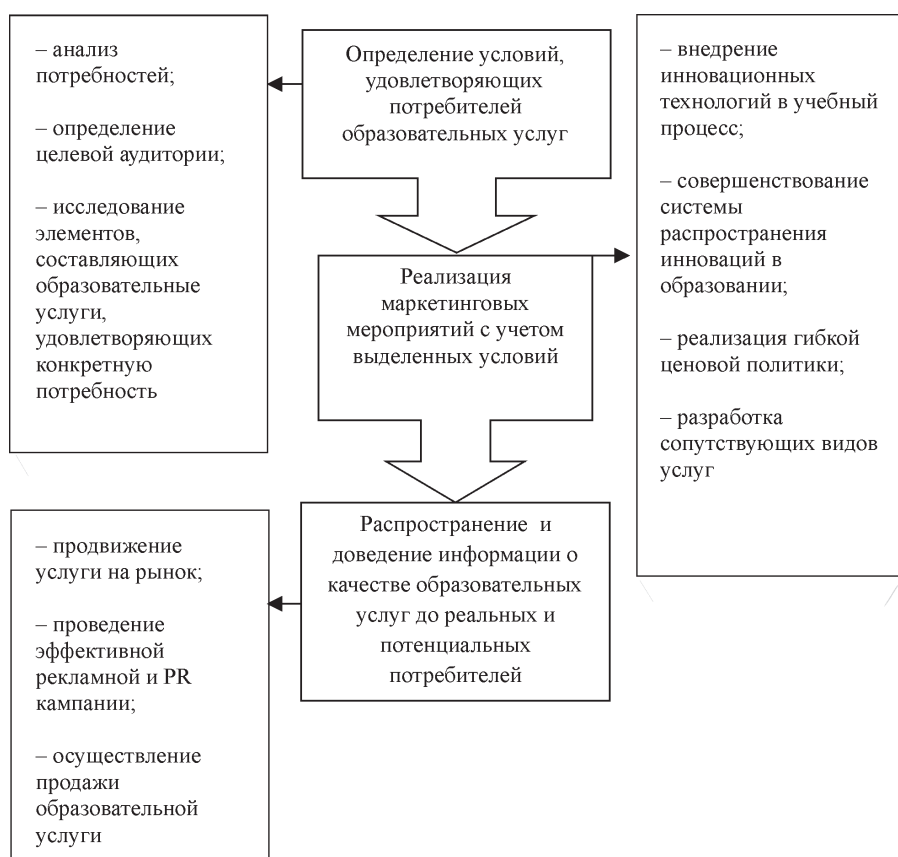 – анализ
потребностей;
– определение
целевой аудитории;
– исследование
элементов,
составляющих
образовательные
услуги,
удовлетворяющих
конкретную
потребность
Определение условий,
удовлетворяющих
потребителей
образовательных услуг
– внедрение
инновационных
технологий в учебный
процесс;
– совершенствование
системы
распространения
инноваций в
образовании;
– реализация гибкой
ценовой политики;
– разработка
сопутствующих видов
услуг
Реализация
маркетинговых
мероприятий с учетом
выделенных условий
Распространение и
доведение информации о
качестве образовательных
услуг до реальных и
потенциальных
потребителей
– продвижение
услуги на рынок;
– проведение
эффективной
рекламной и PR
кампании;
– осуществление
продажи
образовательной
услуги